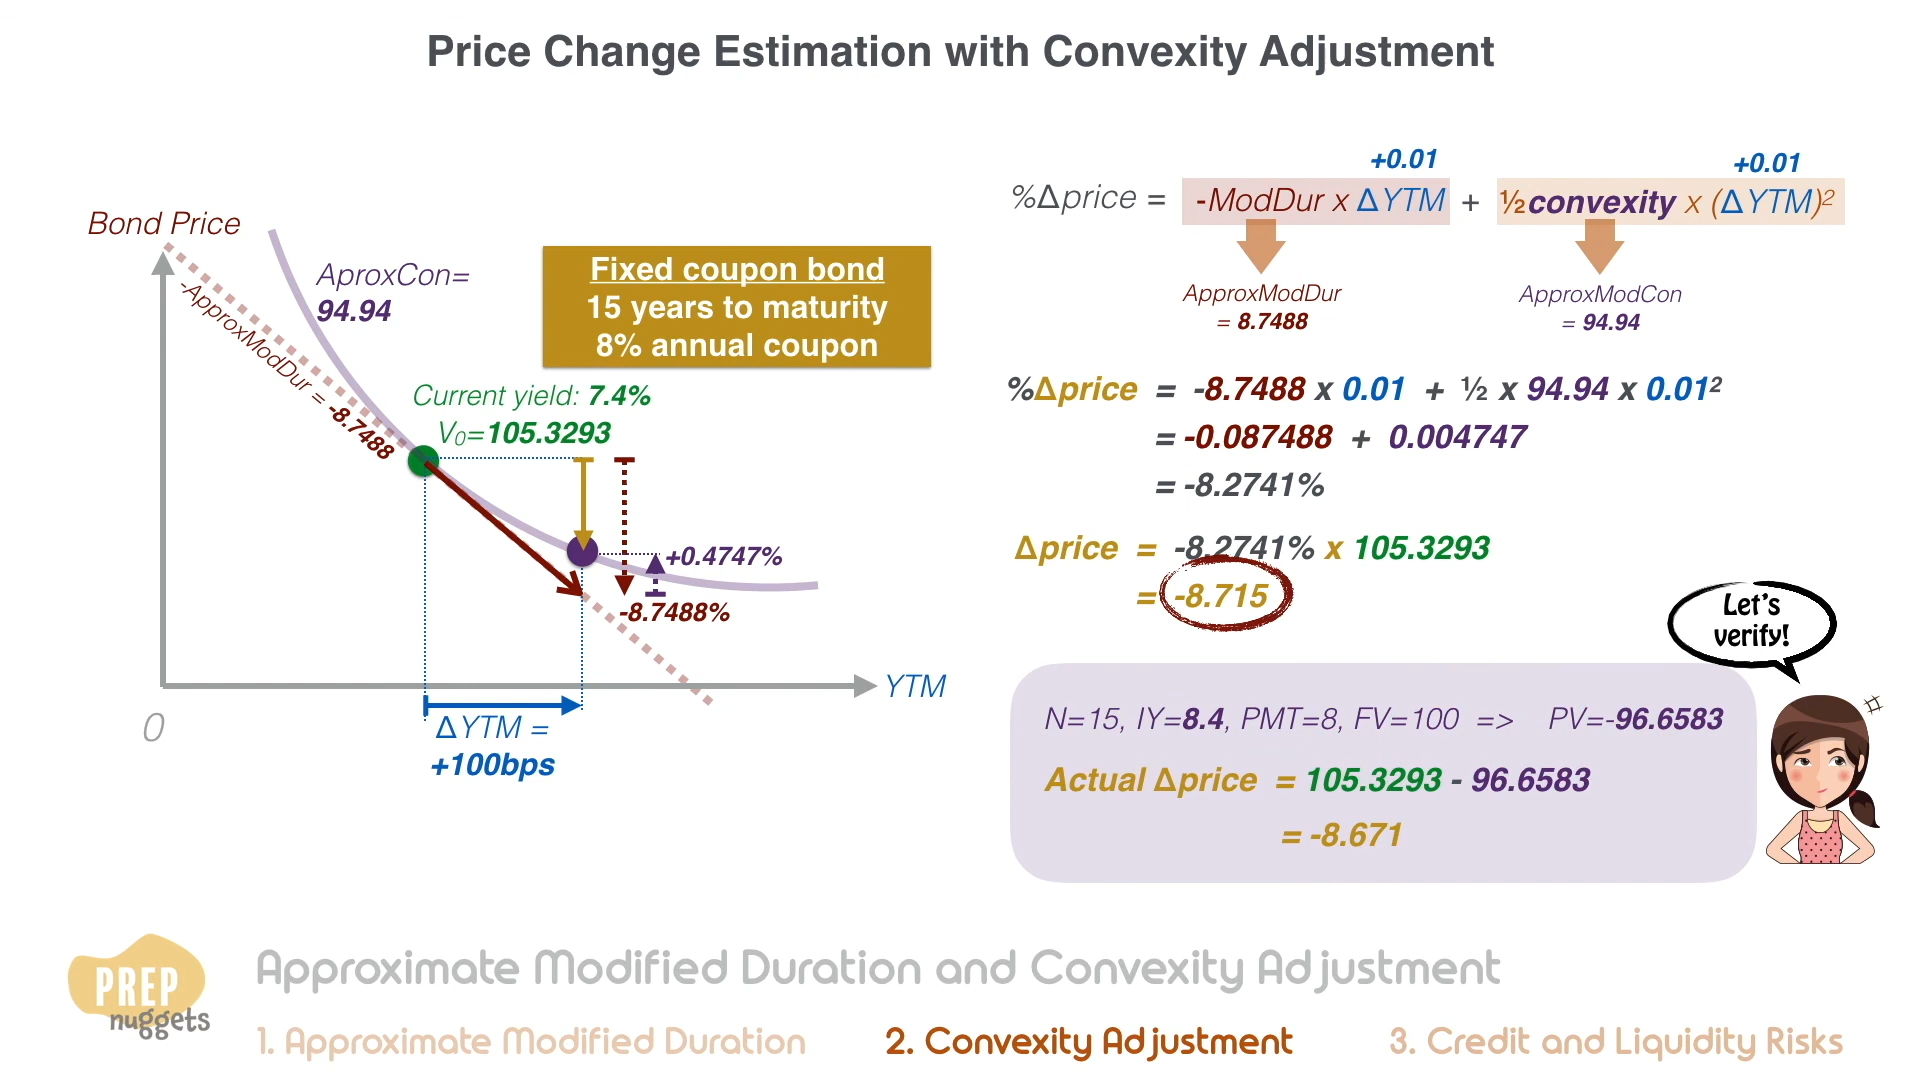 Price Change Estimation with Convexity Adjustment
Bond Price
AproxCon=
94.94
-ApproxModDur = -8.7488
Fixed coupon bond
15 years to maturity
8% annual coupon
Current yield: 7.4%
V₀=105.3293
+0.4747%
-8.7488%
YTM
0
ΔYTM =
+100bps
+0.01 +0.01
%Δprice = -ModDur x ΔYTM + ½convexity x (ΔYTM)²
ApproxModDur
= 8.7488
ApproxModCon
= 94.94
%Δprice = -8.7488 x 0.01 + ½ x 94.94 x 0.01²
= -0.087488 + 0.004747
= -8.2741%
Δprice = -8.2741% x 105.3293
= -8.715
Let's
verify!
N=15, IY=8.4, PMT=8, FV=100 => PV=-96.6583
Actual Δprice = 105.3293 - 96.6583
= -8.671
PREP
nuggets
Approximate Modified Duration and Convexity Adjustment
1. Approximate Modified Duration 2. Convexity Adjustment 3. Credit and Liquidity Risks